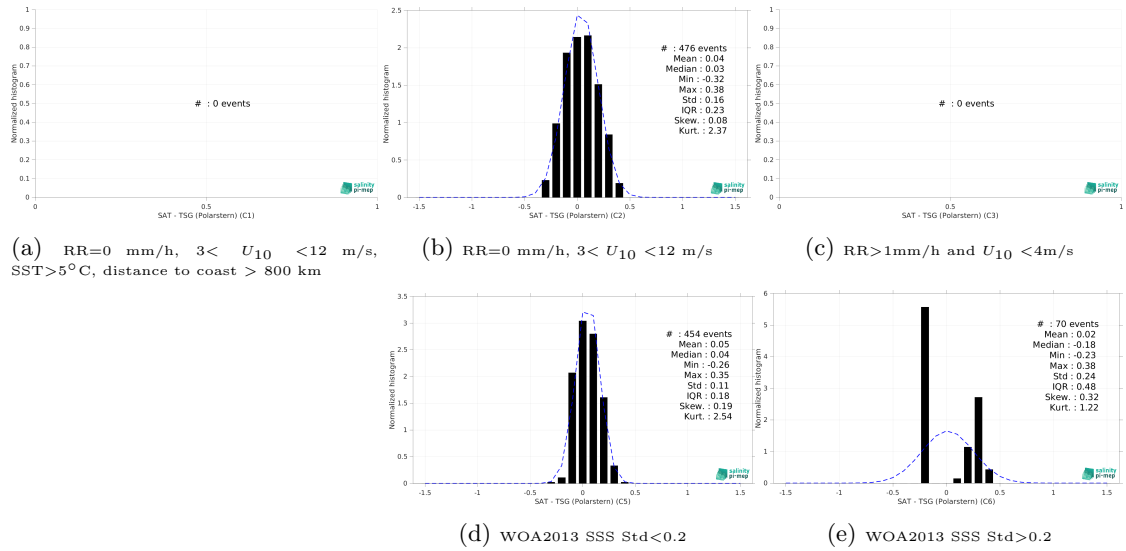 1
0.9
0.8
0.7
0.6
0.5
0.4
0.3
0.2
0.1
0
Normalized histogram
# : 0 events
salinity
pi-mep
0 0.5 1
SAT - TSG (Polarstern) (C1)
2.5
2
1.5
1
0.5
0
Normalized histogram
# : 476 events
Mean : 0.04
Median : 0.03
Min : -0.32
Max : 0.38
Std : 0.16
IQR : 0.23
Skew. : 0.08
Kurt. : 2.37
salinity
pi-mep
-1.5 -1 -0.5 0 0.5 1 1.5
SAT - TSG (Polarstern) (C2)
1
0.9
0.8
0.7
0.6
0.5
0.4
0.3
0.2
0.1
0
Normalized histogram
# : 0 events
salinity
pi-mep
0 0.5 1
SAT - TSG (Polarstern) (C3)
(a) RR=0 mm/h, 3< U10 <12 m/s,
SST>5°C, distance to coast > 800 km
(b) RR=0 mm/h, 3< U10 <12 m/s
(c) RR>1mm/h and U10 <4m/s
3.5
3
2.5
2
1.5
1
0.5
0
Normalized histogram
# : 454 events
Mean : 0.05
Median : 0.04
Min : -0.26
Max : 0.35
Std : 0.11
IQR : 0.18
Skew. : 0.19
Kurt. : 2.54
salinity
pi-mep
-1.5 -1 -0.5 0 0.5 1 1.5
SAT - TSG (Polarstern) (C5)
6
5
4
3
2
1
0
Normalized histogram
# : 70 events
Mean : 0.02
Median : -0.18
Min : -0.23
Max : 0.38
Std : 0.24
IQR : 0.48
Skew. : 0.32
Kurt. : 1.22
salinity
pi-mep
-1.5 -1 -0.5 0 0.5 1 1.5
SAT - TSG (Polarstern) (C6)
(d) WOA2013 SSS Std<0.2
(e) WOA2013 SSS Std>0.2